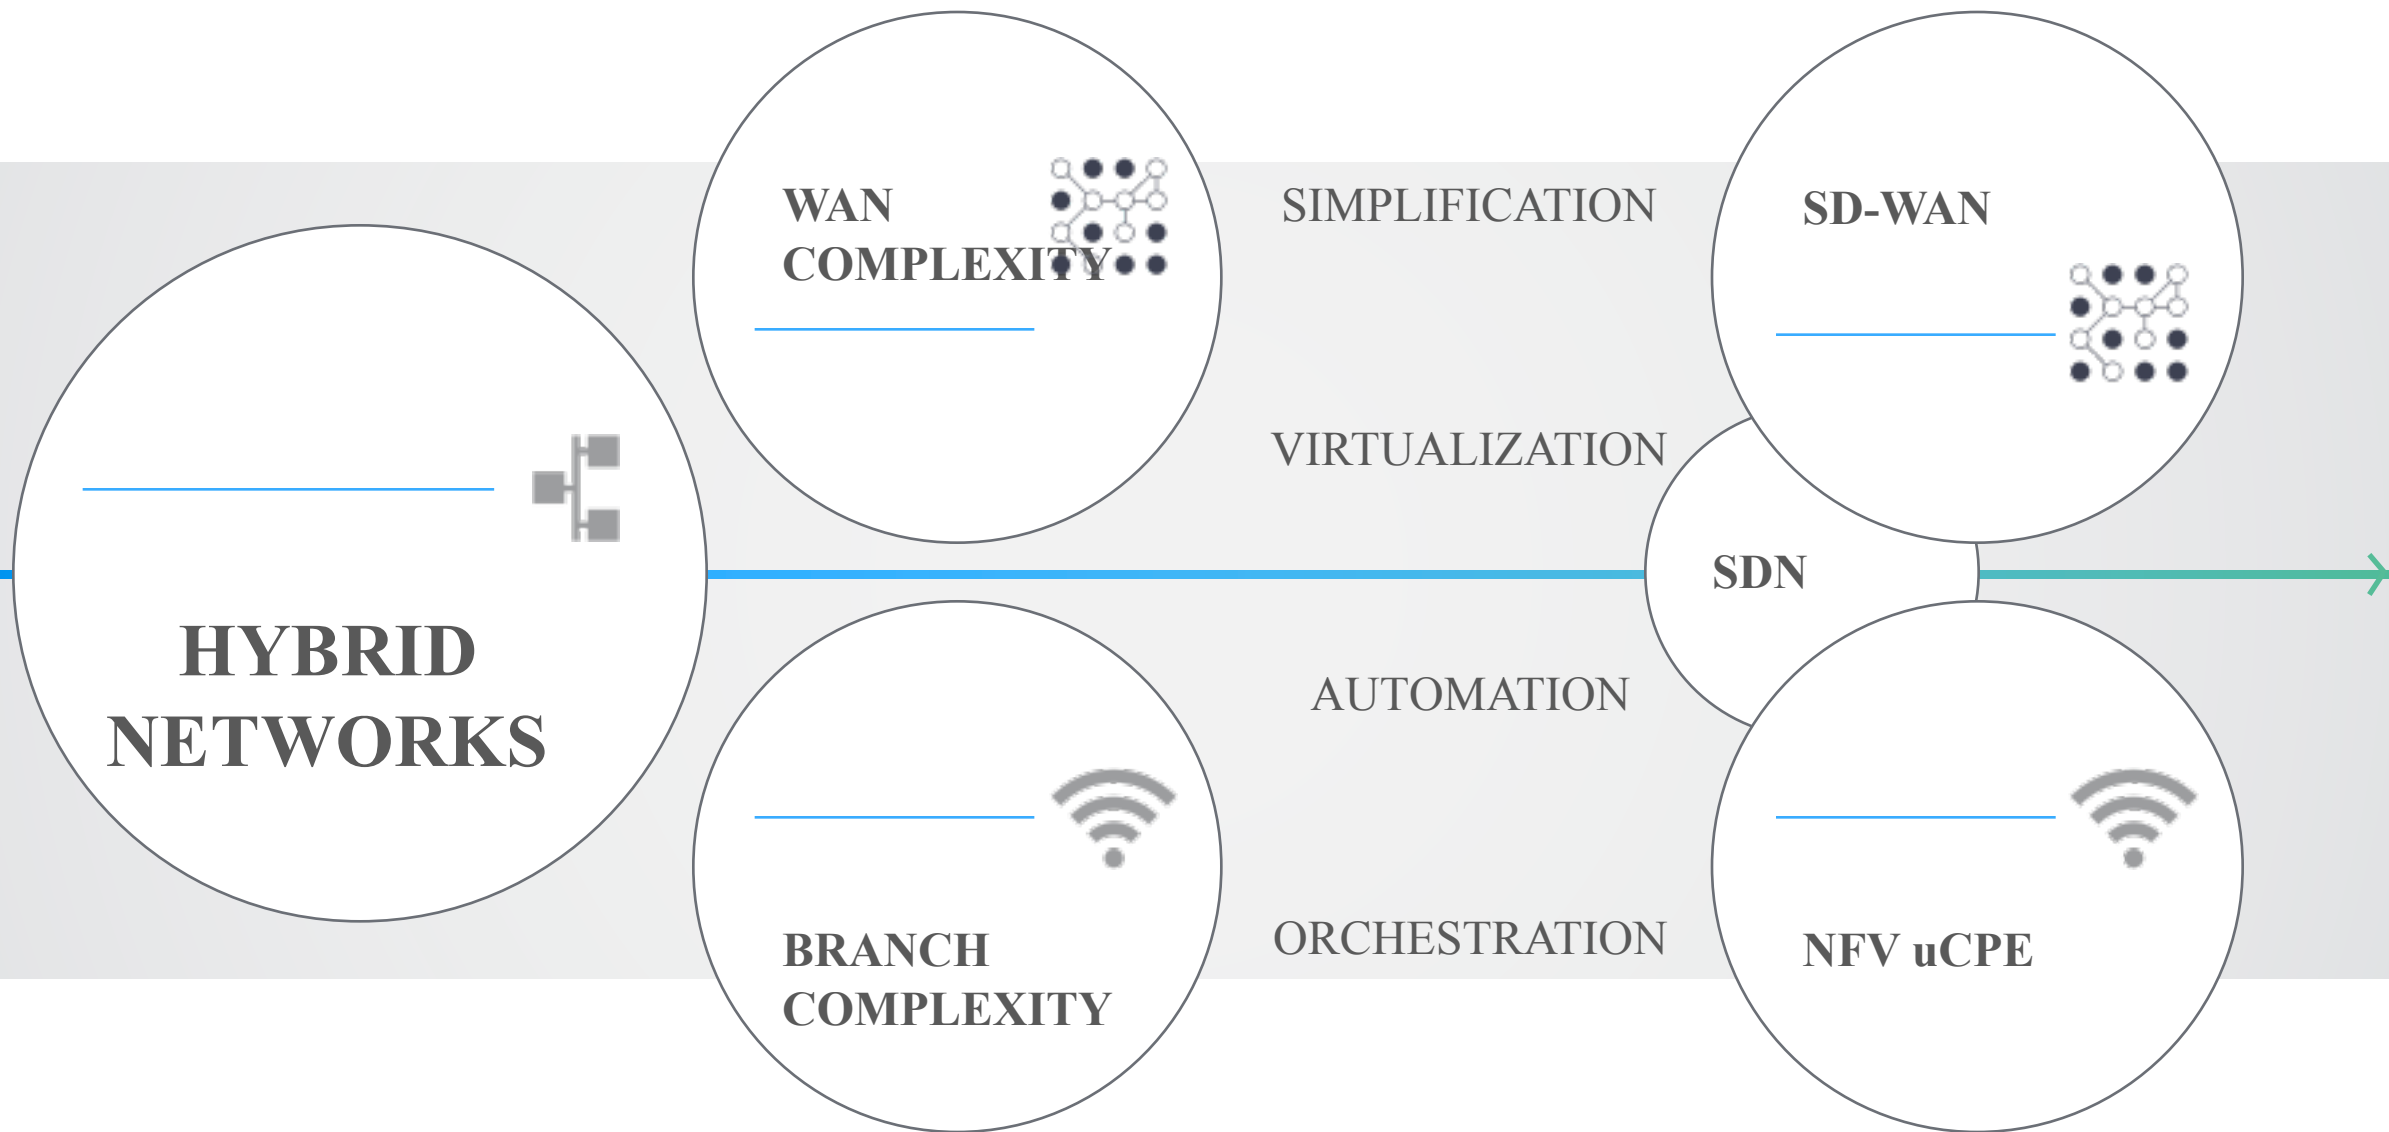 HYBRID
NETWORKS
WAN
COMPLEXITY
BRANCH
COMPLEXITY
SIMPLIFICATION
VIRTUALIZATION
AUTOMATION
ORCHESTRATION
SD-WAN
SDN
NFV uCPE